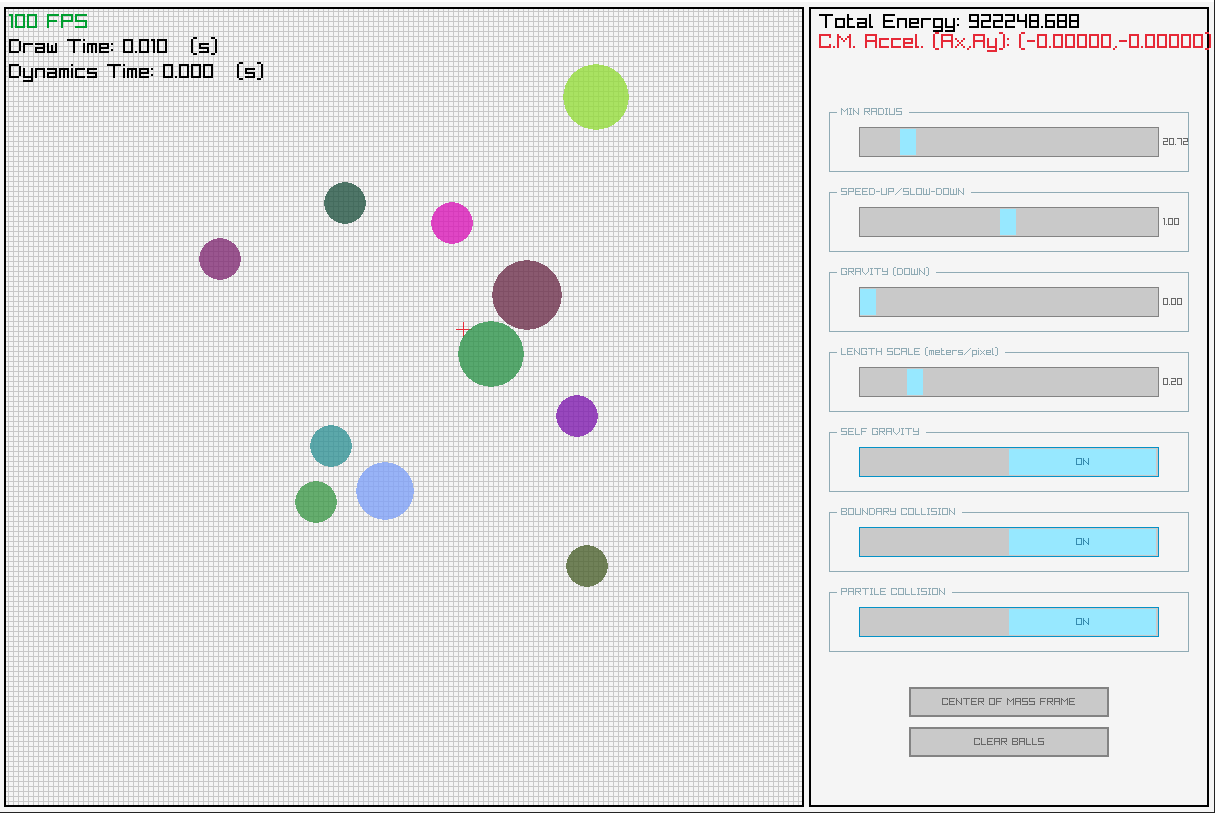 100 FPS
Draw Time: 0.010 (s)
Dynamics Time: 0.000 (s)
Total Energy: 922248.688
C.M. Accel. (Ax,Ay): (-0.00000,-0.00000)
MIN RADIUS
20.72
SPEED-UP/SLOW-DOWN
1.00
GRAVITY (DOWN)
0.00
LENGTH SCALE (meters/pixel)
0.20
SELF GRAVITY
ON
BOUNDARY COLLISION
ON
PARTILE COLLISION
ON
CENTER OF MASS FRAME
CLEAR BALLS